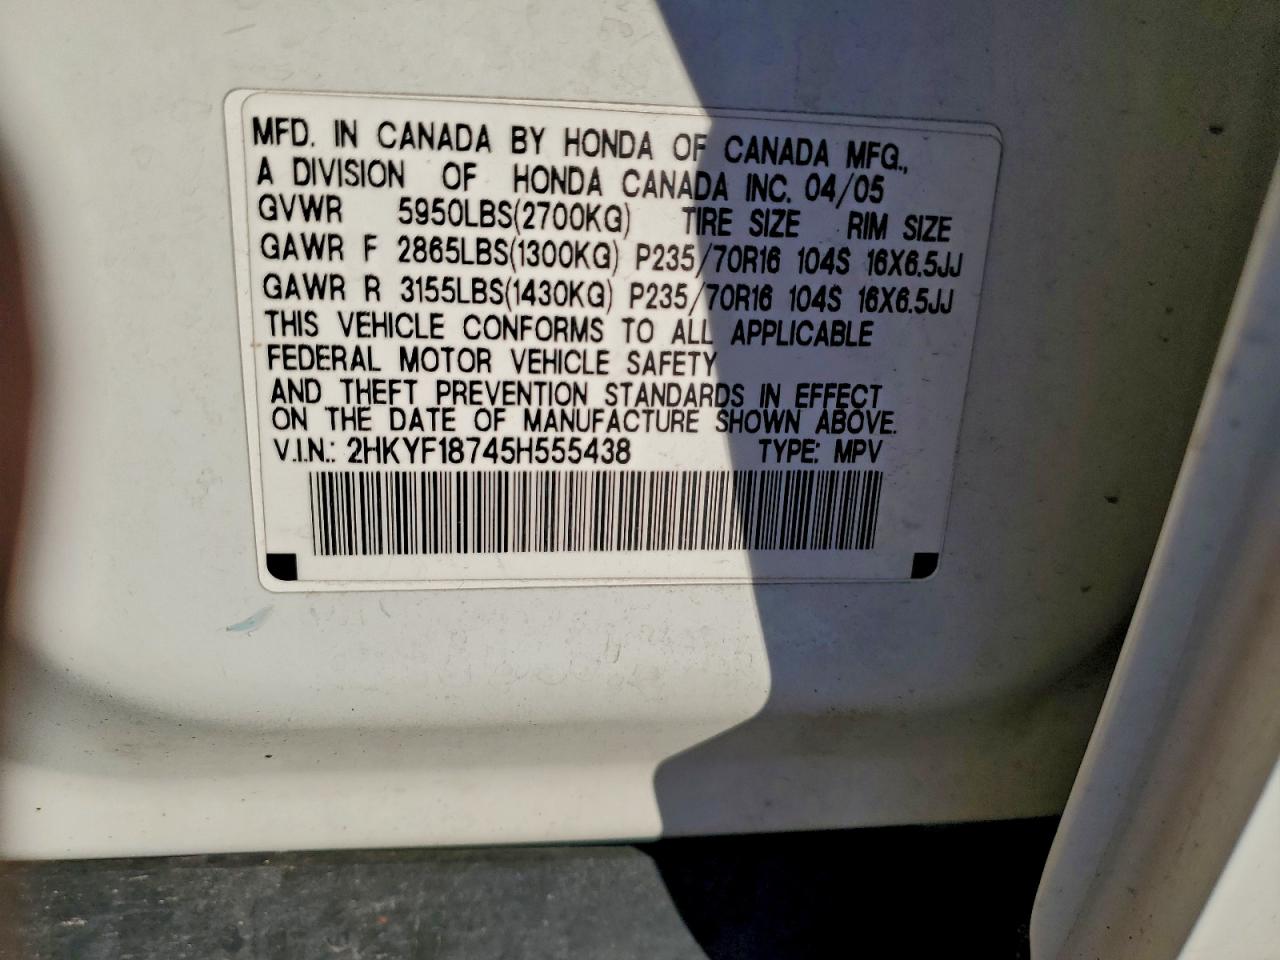 MFD. IN CANADA BY HONDA OF CANADA MFG.,
A DIVISION OF HONDA CANADA INC. 04/05
GVWR 5950LBS(2700KG) TIRE SIZE RIM SIZE
GAWR F 2865LBS(1300KG) P235/70R16 104S 16X6.5JJ
GAWR R 3155LBS(1430KG) P235/70R16 104S 16X6.5JJ
THIS VEHICLE CONFORMS TO ALL APPLICABLE
FEDERAL MOTOR VEHICLE SAFETY
AND THEFT PREVENTION STANDARDS IN EFFECT
ON THE DATE OF MANUFACTURE SHOWN ABOVE.
V.I.N.: 2HKYF18745H555438 TYPE: MPV